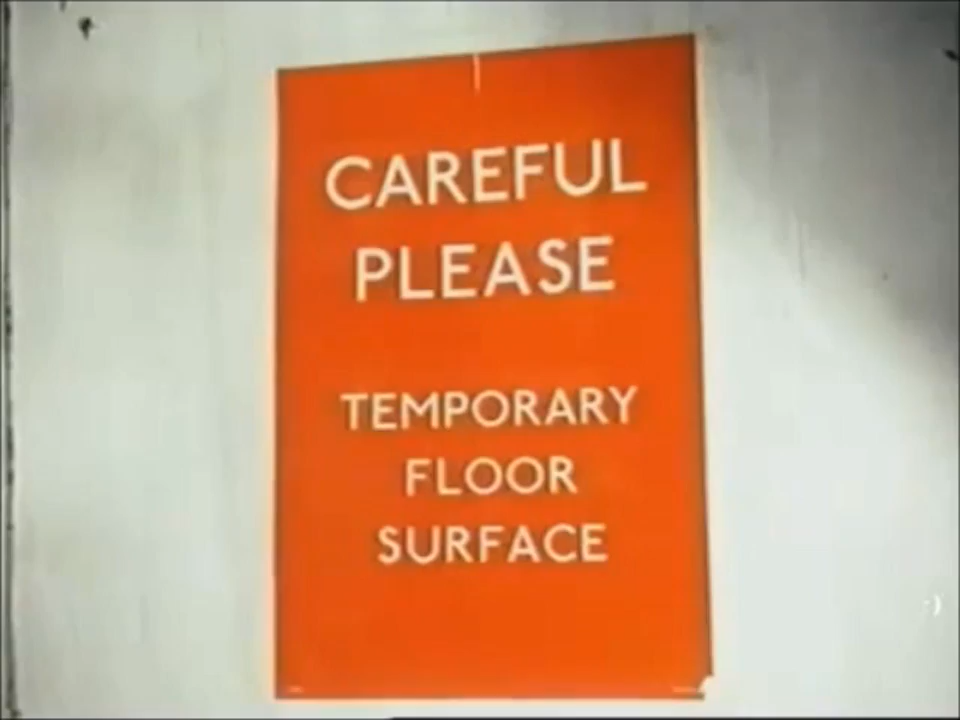 CAREFUL
PLEASE
TEMPORARY
FLOOR
SURFACE
:)